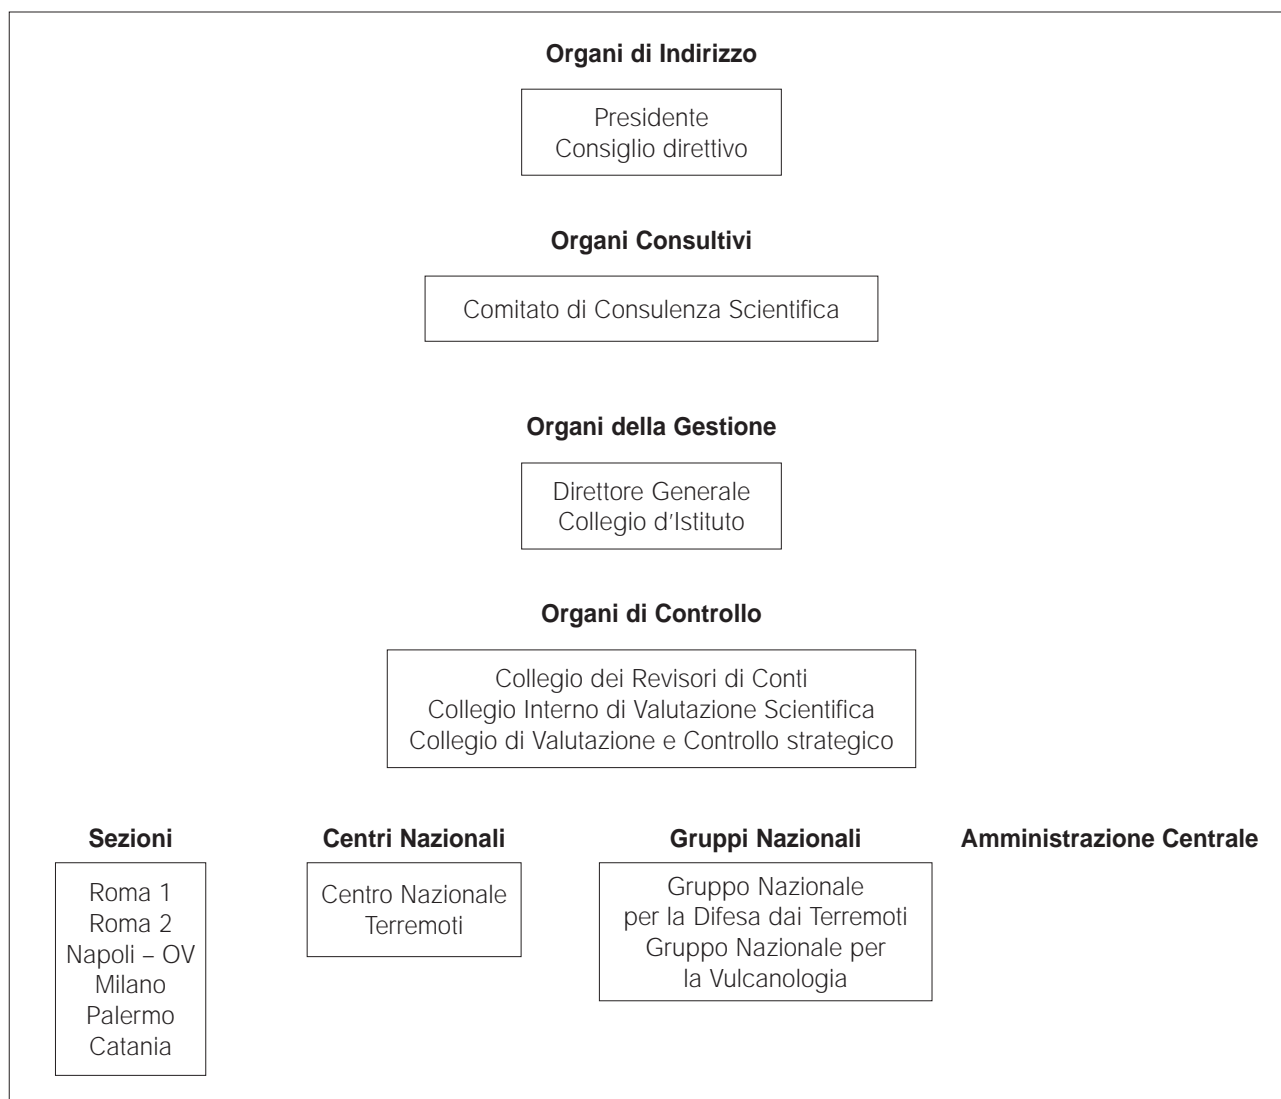 Organi di Indirizzo
Presidente
Consiglio direttivo
Organi Consultivi
Comitato di Consulenza Scientifica
Organi della Gestione
Direttore Generale
Collegio d'Istituto
Organi di Controllo
Collegio dei Revisori di Conti
Collegio Interno di Valutazione Scientifica
Collegio di Valutazione e Controllo strategico
Sezioni
Roma 1
Roma 2
Napoli – OV
Milano
Palermo
Catania
Centri Nazionali
Centro Nazionale
Terremoti
Gruppi Nazionali
Gruppo Nazionale
per la Difesa dai Terremoti
Gruppo Nazionale per
la Vulcanologia
Amministrazione Centrale